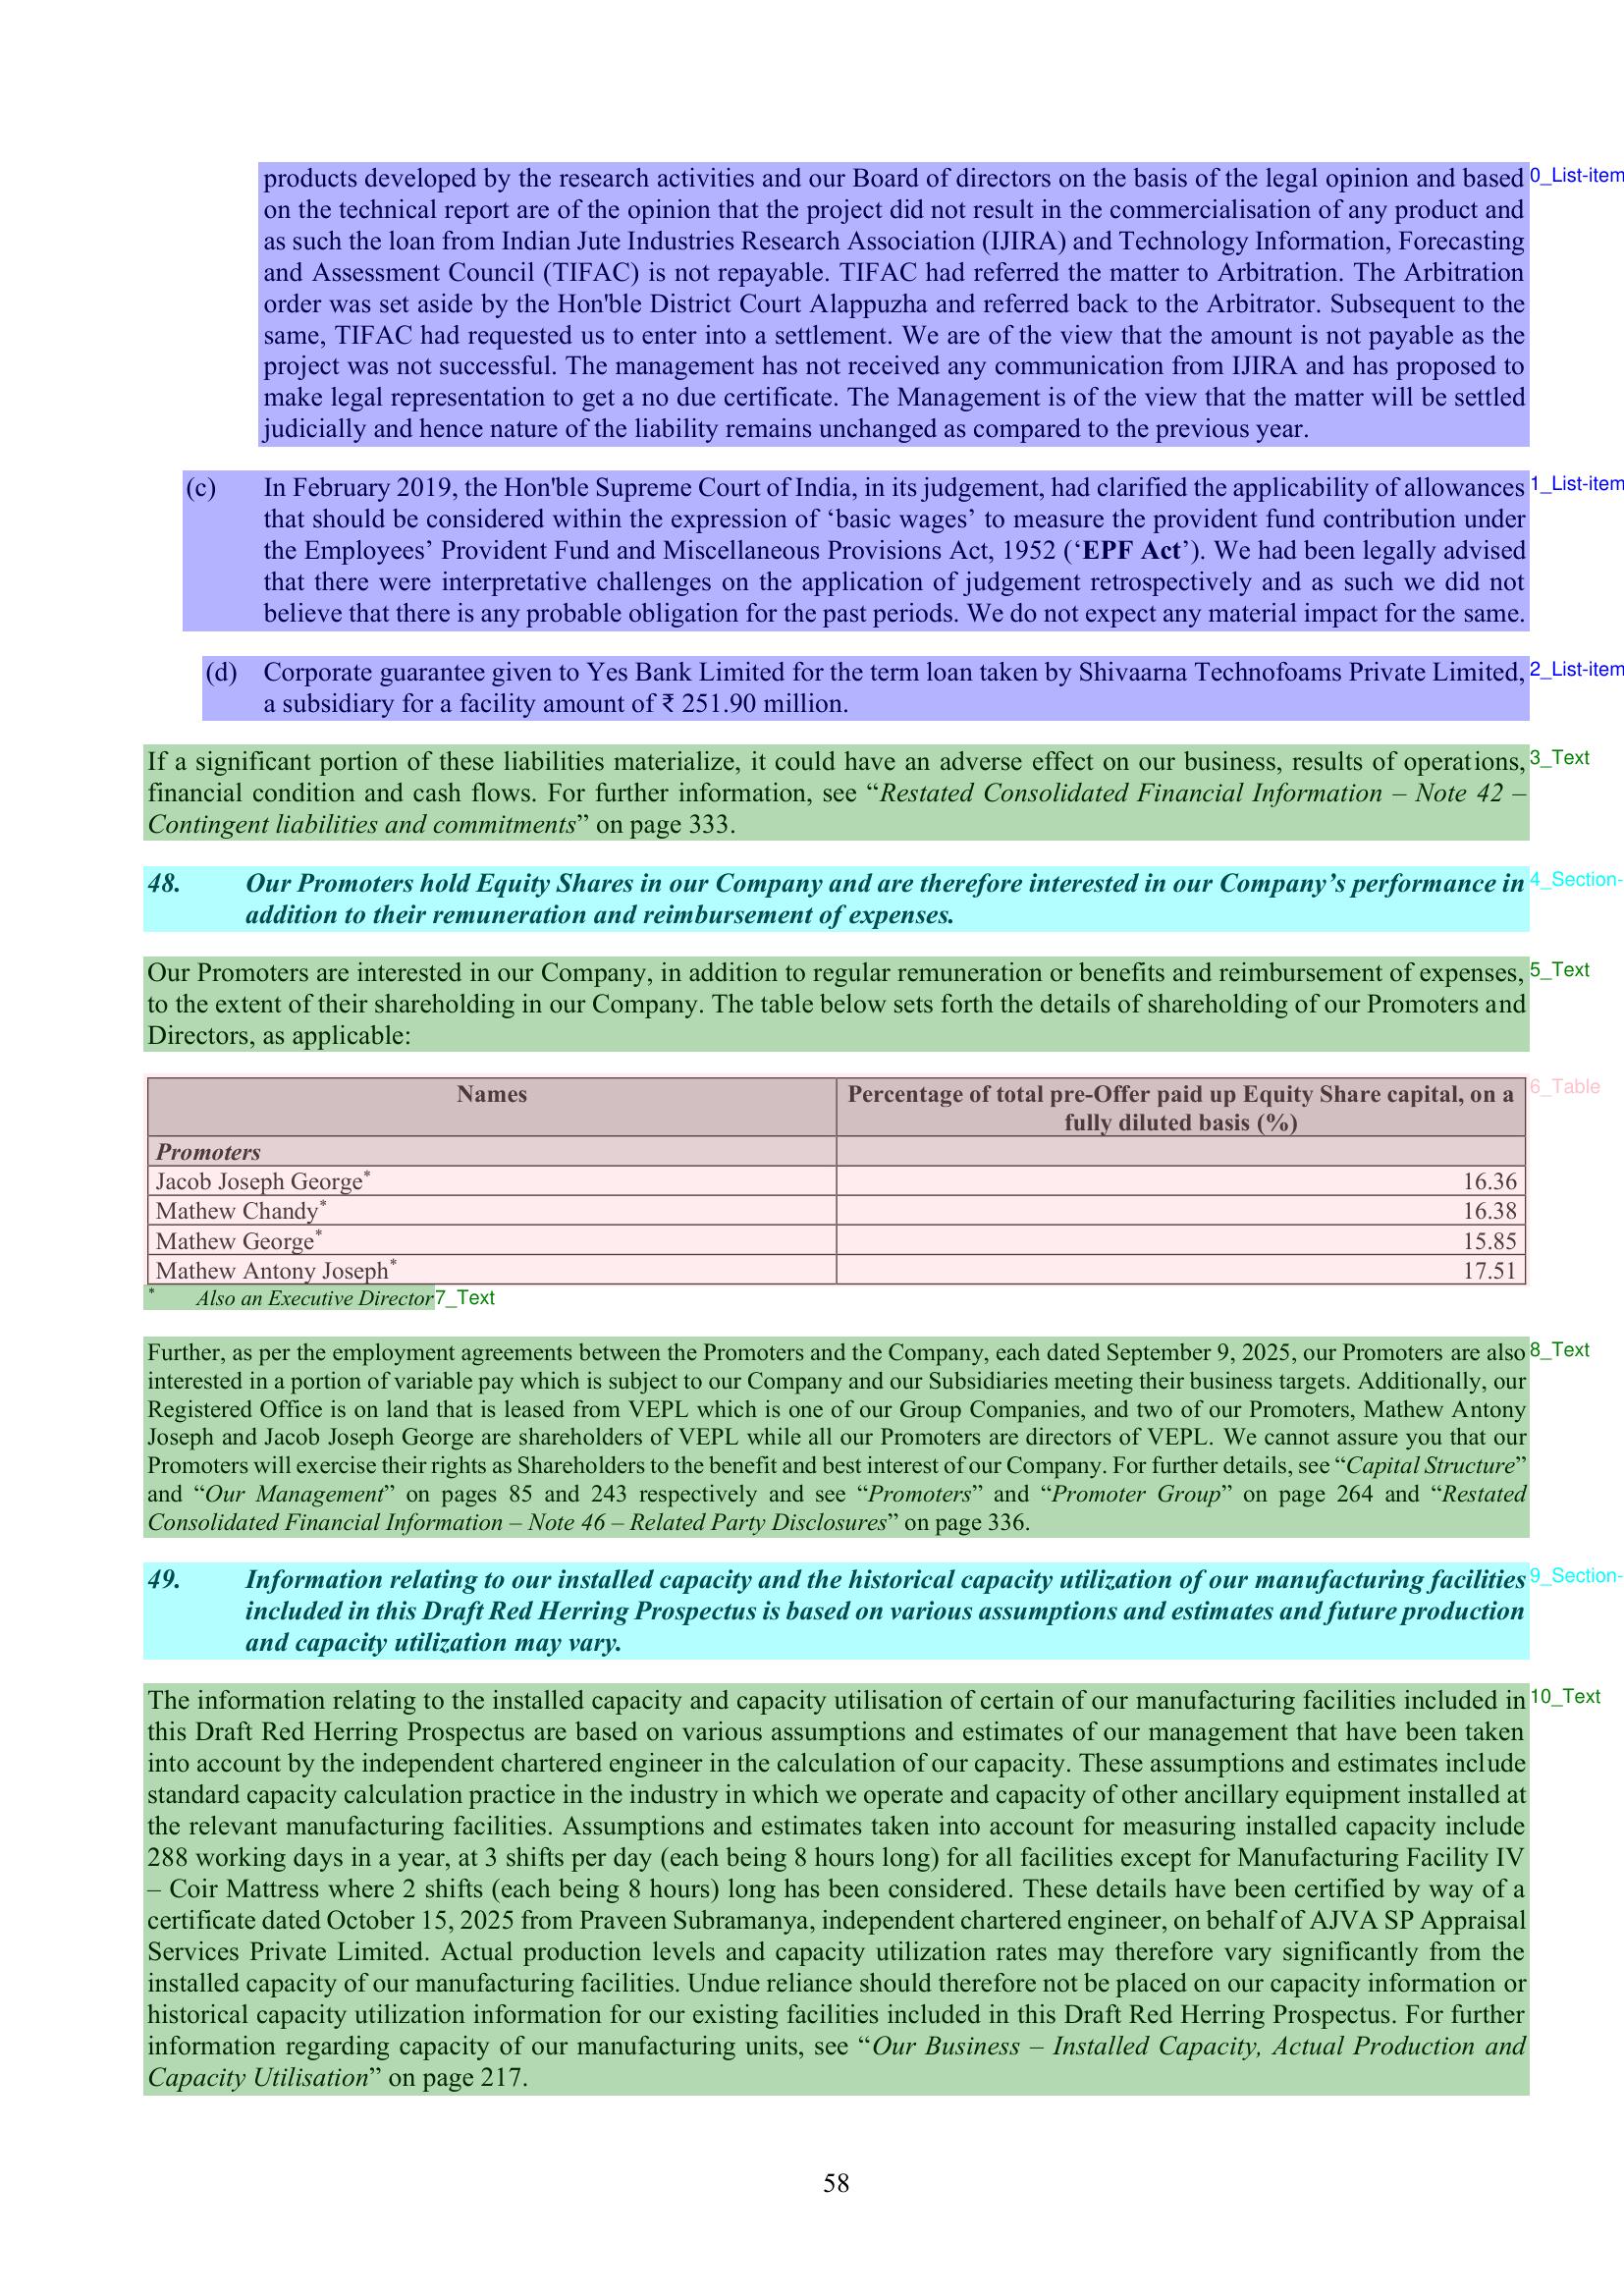 products developed by the research activities and our Board of directors on the basis of the legal opinion and based 0_List-item
on the technical report are of the opinion that the project did not result in the commercialisation of any product and
as such the loan from Indian Jute Industries Research Association (IJIRA) and Technology Information, Forecasting
and Assessment Council (TIFAC) is not repayable. TIFAC had referred the matter to Arbitration. The Arbitration
order was set aside by the Hon'ble District Court Alappuzha and referred back to the Arbitrator. Subsequent to the
same, TIFAC had requested us to enter into a settlement. We are of the view that the amount is not payable as the
project was not successful. The management has not received any communication from IJIRA and has proposed to
make legal representation to get a no due certificate. The Management is of the view that the matter will be settled
judicially and hence nature of the liability remains unchanged as compared to the previous year.
(c) In February 2019, the Hon'ble Supreme Court of India, in its judgement, had clarified the applicability of allowances 1_List-item
that should be considered within the expression of ‘basic wages’ to measure the provident fund contribution under
the Employees’ Provident Fund and Miscellaneous Provisions Act, 1952 (‘EPF Act’). We had been legally advised
that there were interpretative challenges on the application of judgement retrospectively and as such we did not
believe that there is any probable obligation for the past periods. We do not expect any material impact for the same.
(d) Corporate guarantee given to Yes Bank Limited for the term loan taken by Shivaarna Technofoams Private Limited, 2_List-item
a subsidiary for a facility amount of ₹ 251.90 million.
If a significant portion of these liabilities materialize, it could have an adverse effect on our business, results of operations, 3_Text
financial condition and cash flows. For further information, see “Restated Consolidated Financial Information – Note 42 –
Contingent liabilities and commitments” on page 333.
48. Our Promoters hold Equity Shares in our Company and are therefore interested in our Company’s performance in 4_Section-
addition to their remuneration and reimbursement of expenses.
Our Promoters are interested in our Company, in addition to regular remuneration or benefits and reimbursement of expenses, 5_Text
to the extent of their shareholding in our Company. The table below sets forth the details of shareholding of our Promoters and
Directors, as applicable:
Names Percentage of total pre-Offer paid up Equity Share capital, on a 6_Table
fully diluted basis (%)
Promoters
Jacob Joseph George* 16.36
Mathew Chandy* 16.38
Mathew George* 15.85
Mathew Antony Joseph* 17.51
* Also an Executive Director 7_Text
Further, as per the employment agreements between the Promoters and the Company, each dated September 9, 2025, our Promoters are also 8_Text
interested in a portion of variable pay which is subject to our Company and our Subsidiaries meeting their business targets. Additionally, our
Registered Office is on land that is leased from VEPL which is one of our Group Companies, and two of our Promoters, Mathew Antony
Joseph and Jacob Joseph George are shareholders of VEPL while all our Promoters are directors of VEPL. We cannot assure you that our
Promoters will exercise their rights as Shareholders to the benefit and best interest of our Company. For further details, see “Capital Structure”
and “Our Management” on pages 85 and 243 respectively and see “Promoters” and “Promoter Group” on page 264 and “Restated
Consolidated Financial Information – Note 46 – Related Party Disclosures” on page 336.
49. Information relating to our installed capacity and the historical capacity utilization of our manufacturing facilities 9_Section-
included in this Draft Red Herring Prospectus is based on various assumptions and estimates and future production
and capacity utilization may vary.
The information relating to the installed capacity and capacity utilisation of certain of our manufacturing facilities included in 10_Text
this Draft Red Herring Prospectus are based on various assumptions and estimates of our management that have been taken
into account by the independent chartered engineer in the calculation of our capacity. These assumptions and estimates include
standard capacity calculation practice in the industry in which we operate and capacity of other ancillary equipment installed at
the relevant manufacturing facilities. Assumptions and estimates taken into account for measuring installed capacity include
288 working days in a year, at 3 shifts per day (each being 8 hours long) for all facilities except for Manufacturing Facility IV
– Coir Mattress where 2 shifts (each being 8 hours) long has been considered. These details have been certified by way of a
certificate dated October 15, 2025 from Praveen Subramanya, independent chartered engineer, on behalf of AJVA SP Appraisal
Services Private Limited. Actual production levels and capacity utilization rates may therefore vary significantly from the
installed capacity of our manufacturing facilities. Undue reliance should therefore not be placed on our capacity information or
historical capacity utilization information for our existing facilities included in this Draft Red Herring Prospectus. For further
information regarding capacity of our manufacturing units, see “Our Business – Installed Capacity, Actual Production and
Capacity Utilisation” on page 217.
58